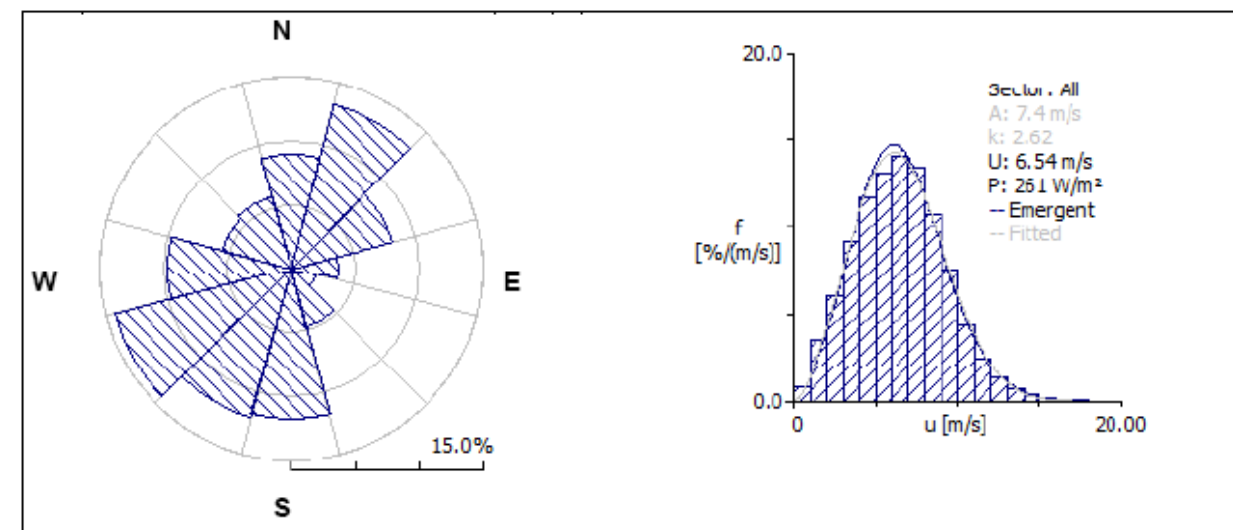 N
W
E
S
15.0%
20.0
f
[%/(m/s)]
0.0
0
u [m/s]
20.00
Sector: All
A: 7.4 m/s
k: 2.62
U: 6.54 m/s
P: 261 W/m²
-- Emergent
-- Fitted